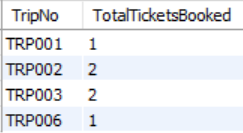 TripNo TotalTicketsBooked
TRP001 1
TRP002 2
TRP003 2
TRP006 1